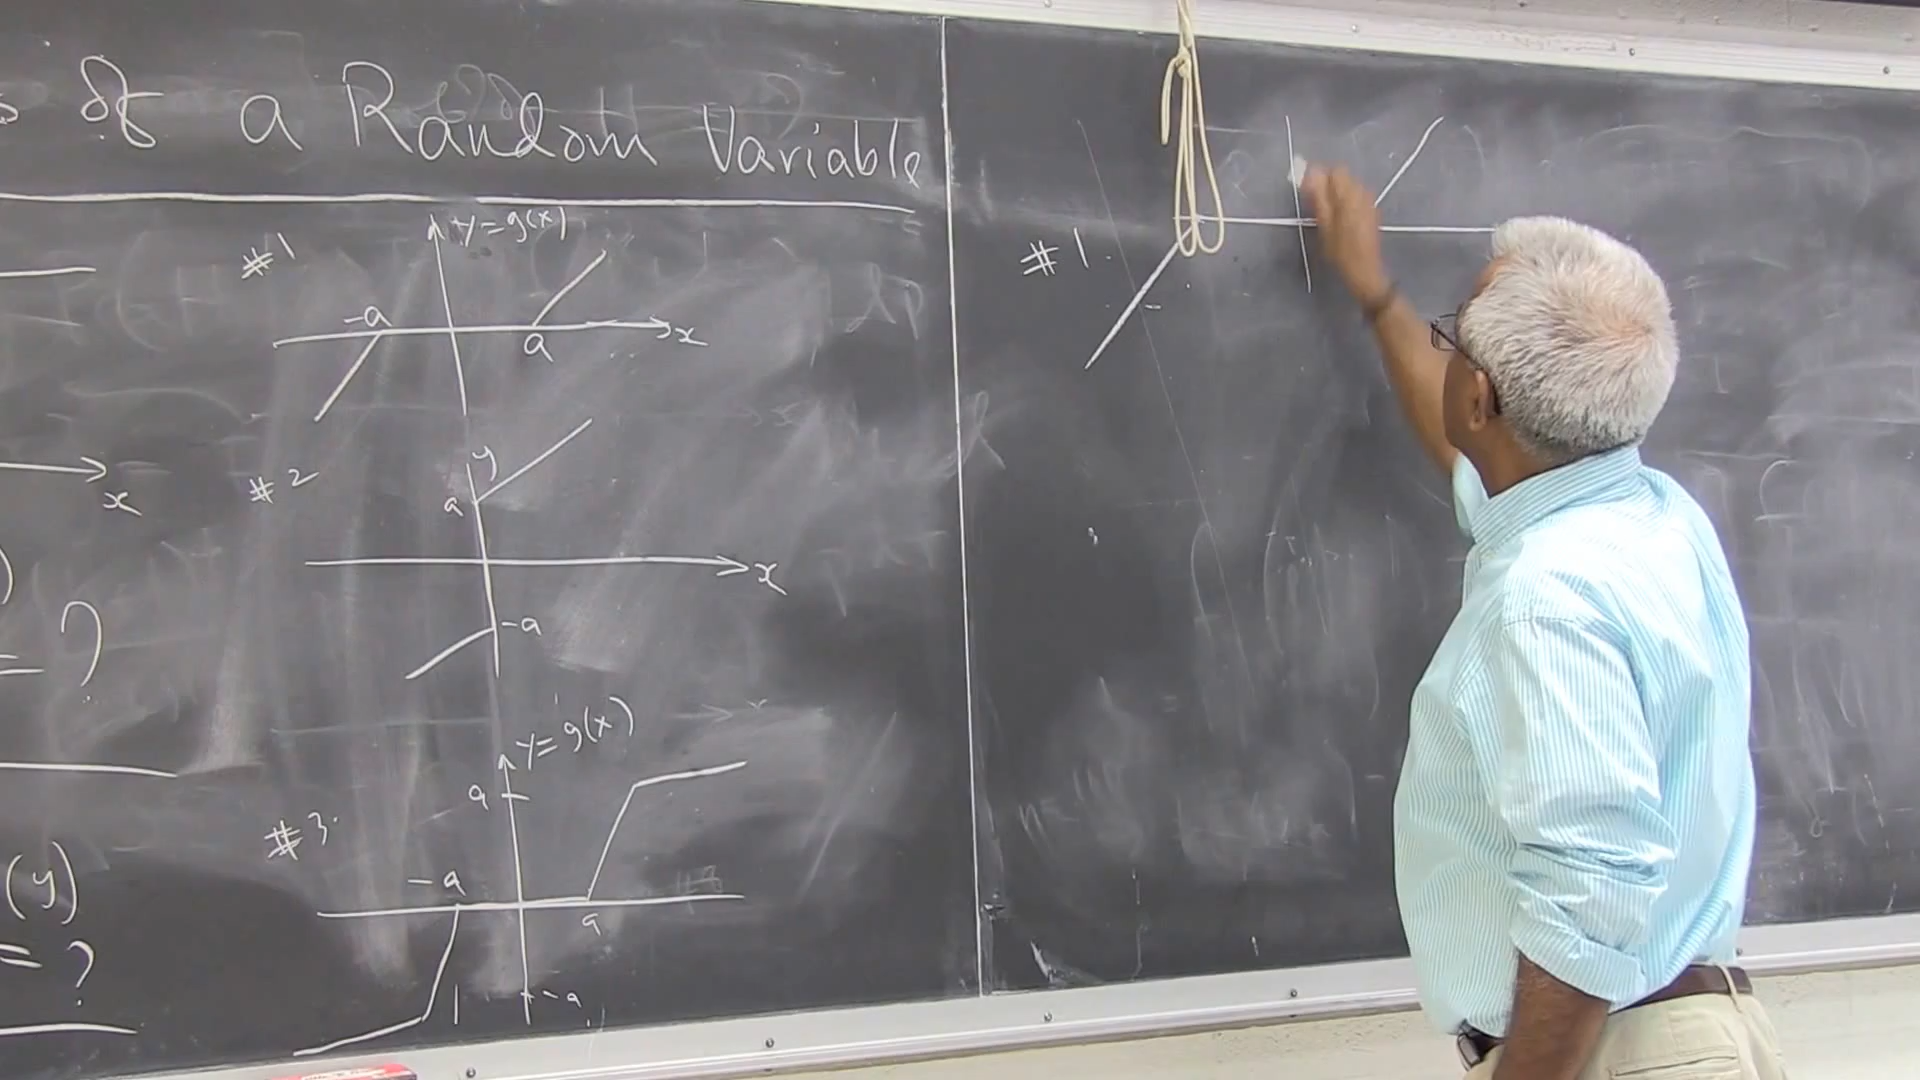 of a Random Variable
#1
y=g(x)
-a
a
x
x
#2
y
a
x
= ?
-a
y=g(x)
#3.
a
-a
a
(y)
= ?
-a
#1.